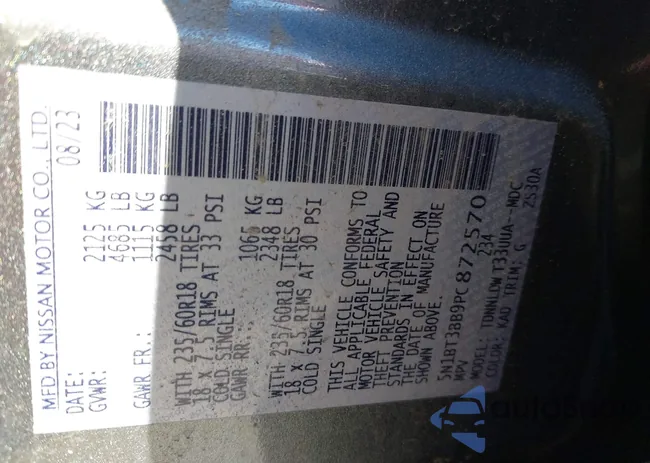 MFD BY NISSAN MOTOR CO., LTD.
DATE: 08/23
GVWR: 2125 KG
4685 LB
GAWR FR.: 1115 KG
2458 LB
WITH 235/60R18 TIRES
18 X 7.5 RIMS AT 33 PSI
COLD SINGLE
GAWR RR.: 1065 KG
2348 LB
WITH 235/60R18 TIRES
18 X 7.5 RIMS AT 30 PSI
COLD SINGLE
THIS VEHICLE CONFORMS TO
ALL APPLICABLE FEDERAL
MOTOR VEHICLE SAFETY AND
THEFT PREVENTION
STANDARDS IN EFFECT ON
THE DATE OF MANUFACTURE
SHOWN ABOVE.
5N1BT3BB9PC872570
MPV 234
MODEL: TDNNLCWT33UUA--MDC
COLOR: KAD TRIM: G 2S30A